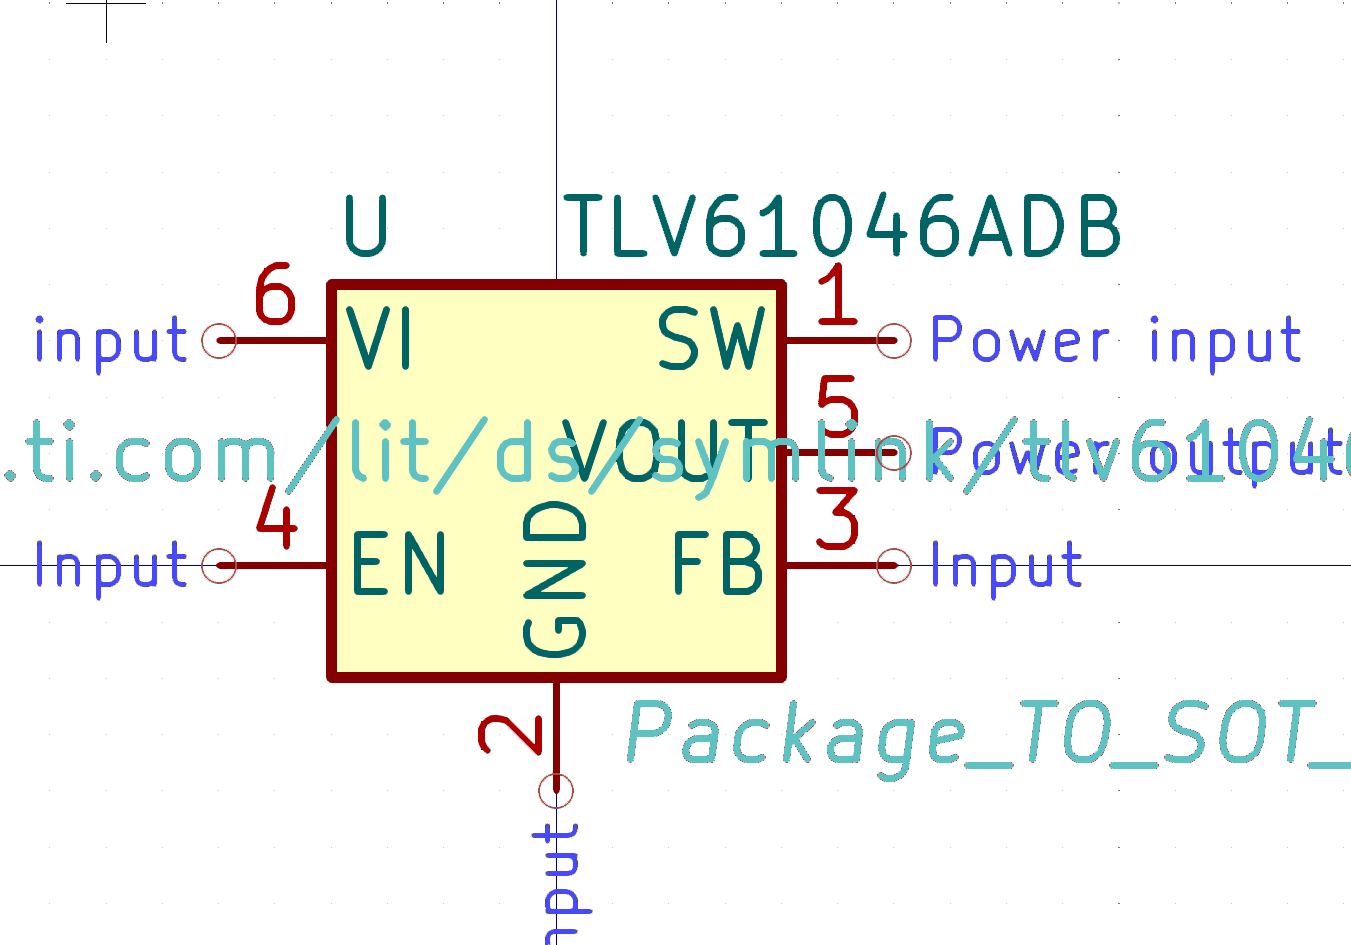 U TLV61046ADB
6 1
input VI SW Power input
5
.ti.com/lit/ds/symlink/tlv61046
VOUT Power output
4 3
Input EN FB Input
GND
2
Package_TO_SOT_
nput